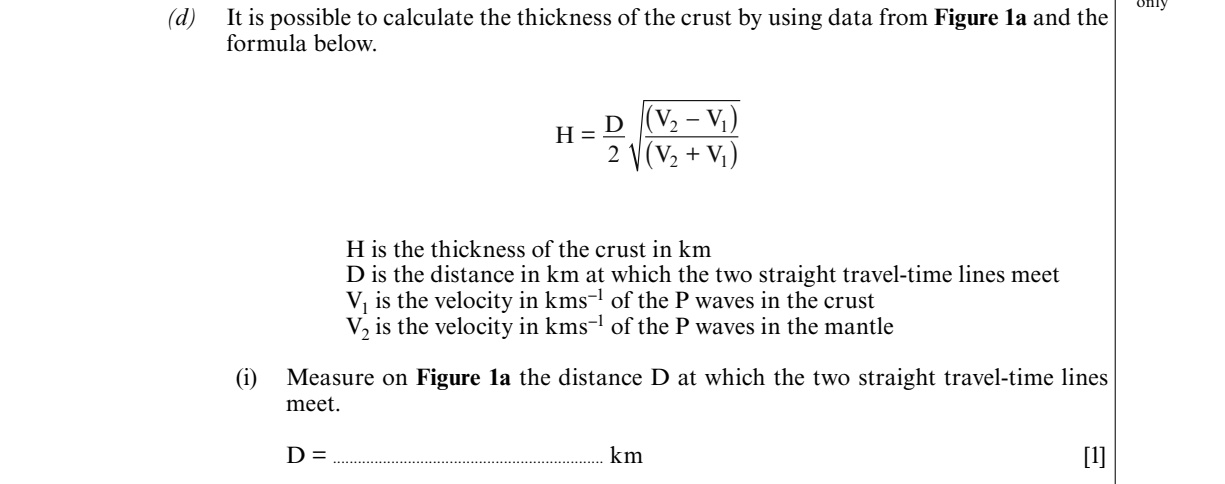 only
(d) It is possible to calculate the thickness of the crust by using data from Figure 1a and the
formula below.
H = D/2 √((V₂ – V₁)/(V₂ + V₁))
H is the thickness of the crust in km
D is the distance in km at which the two straight travel-time lines meet
V₁ is the velocity in kms⁻¹ of the P waves in the crust
V₂ is the velocity in kms⁻¹ of the P waves in the mantle
(i) Measure on Figure 1a the distance D at which the two straight travel-time lines
meet.
D = ................................................................. km [1]